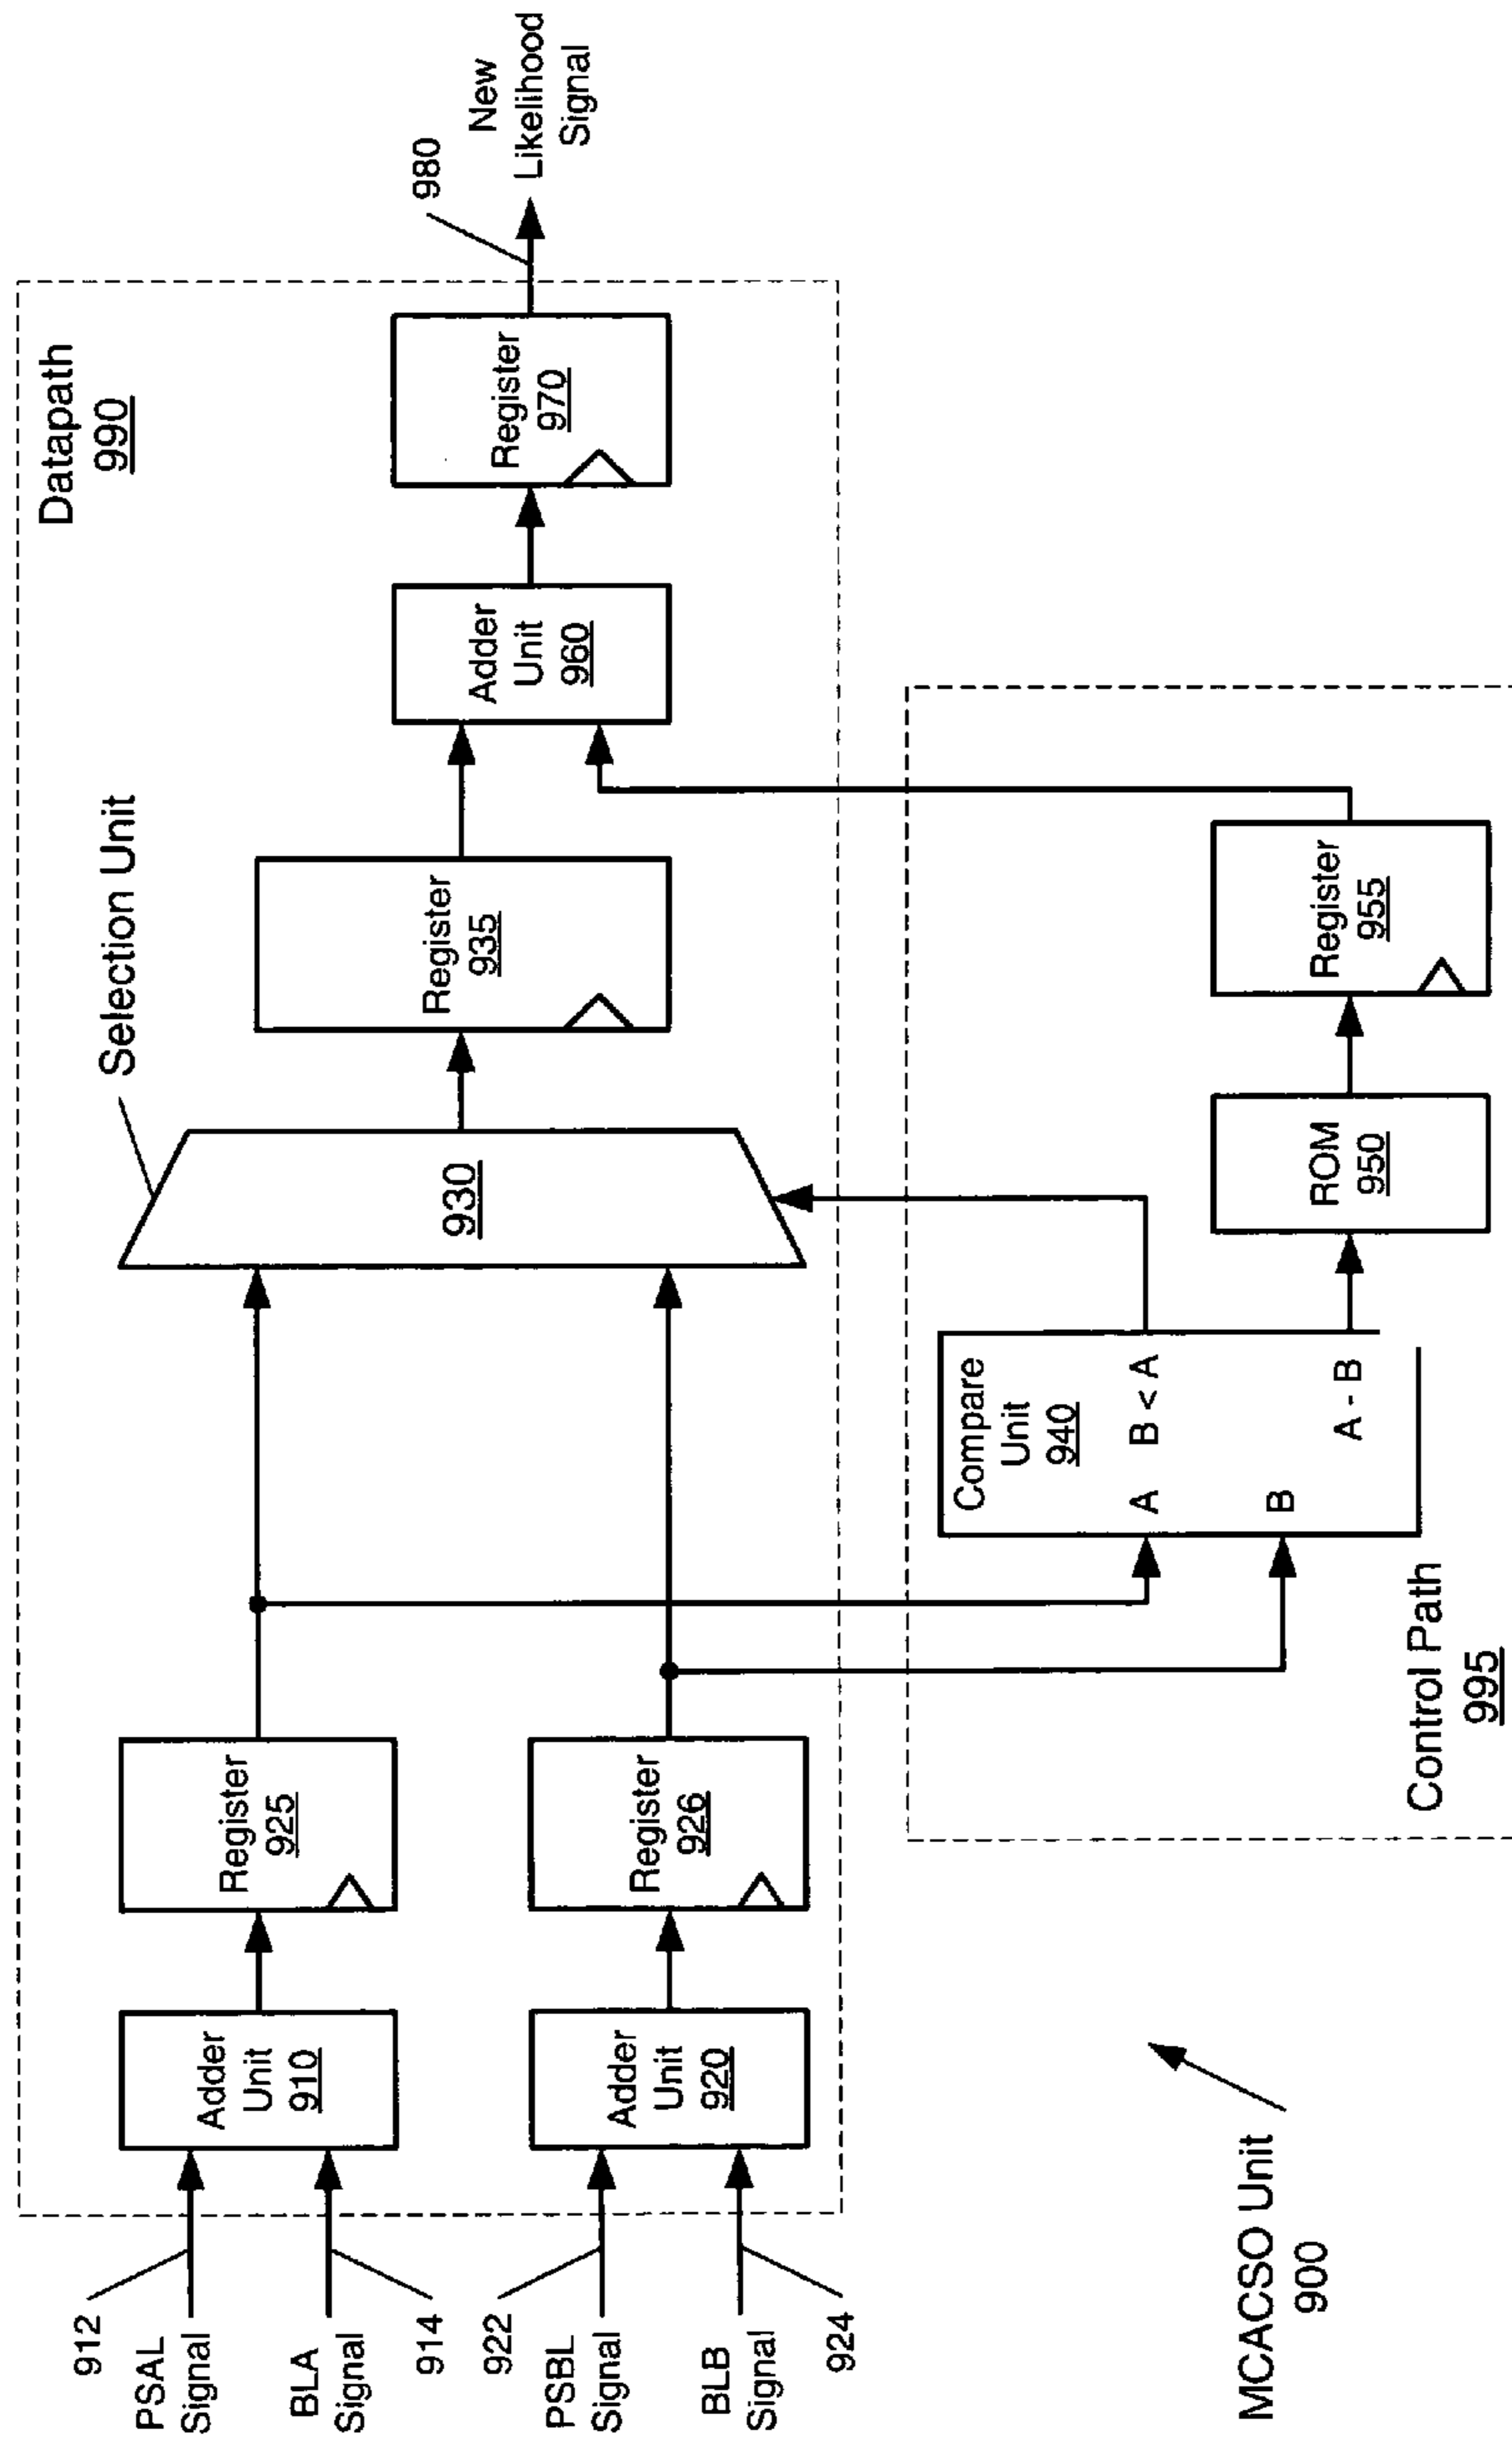 Datapath
990
Selection Unit
912
PSAL
Signal
BLA
Signal
914
922
PSBL
Signal
BLB
Signal
924
Adder
Unit
910
Adder
Unit
920
Register
925
Register
926
930
Register
935
Adder
Unit
960
Register
970
980
New
Likelihood
Signal
Compare
Unit
940
A B < A
B
A - B
ROM
950
Register
955
Control Path
995
MCACSO Unit
900